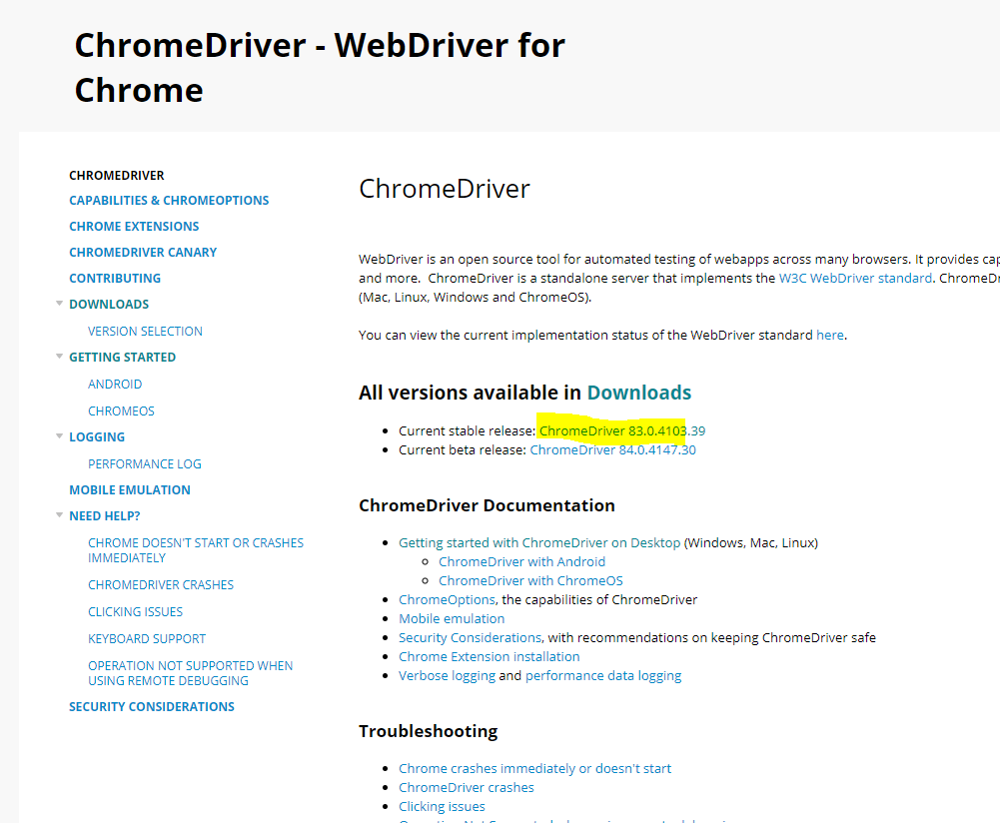 ChromeDriver - WebDriver for
Chrome
CHROMEDRIVER
CAPABILITIES & CHROMEOPTIONS
CHROME EXTENSIONS
CHROMEDRIVER CANARY
CONTRIBUTING
DOWNLOADS
VERSION SELECTION
GETTING STARTED
ANDROID
CHROMEOS
LOGGING
PERFORMANCE LOG
MOBILE EMULATION
NEED HELP?
CHROME DOESN'T START OR CRASHES
IMMEDIATELY
CHROMEDRIVER CRASHES
CLICKING ISSUES
KEYBOARD SUPPORT
OPERATION NOT SUPPORTED WHEN
USING REMOTE DEBUGGING
SECURITY CONSIDERATIONS
ChromeDriver
WebDriver is an open source tool for automated testing of webapps across many browsers. It provides cap
and more. ChromeDriver is a standalone server that implements the W3C WebDriver standard. ChromeD
(Mac, Linux, Windows and ChromeOS).
You can view the current implementation status of the WebDriver standard here.
All versions available in Downloads
Current stable release: ChromeDriver 83.0.4103.39
Current beta release: ChromeDriver 84.0.4147.30
ChromeDriver Documentation
Getting started with ChromeDriver on Desktop (Windows, Mac, Linux)
ChromeDriver with Android
ChromeDriver with ChromeOS
ChromeOptions, the capabilities of ChromeDriver
Mobile emulation
Security Considerations, with recommendations on keeping ChromeDriver safe
Chrome Extension installation
Verbose logging and performance data logging
Troubleshooting
Chrome crashes immediately or doesn't start
ChromeDriver crashes
Clicking issues